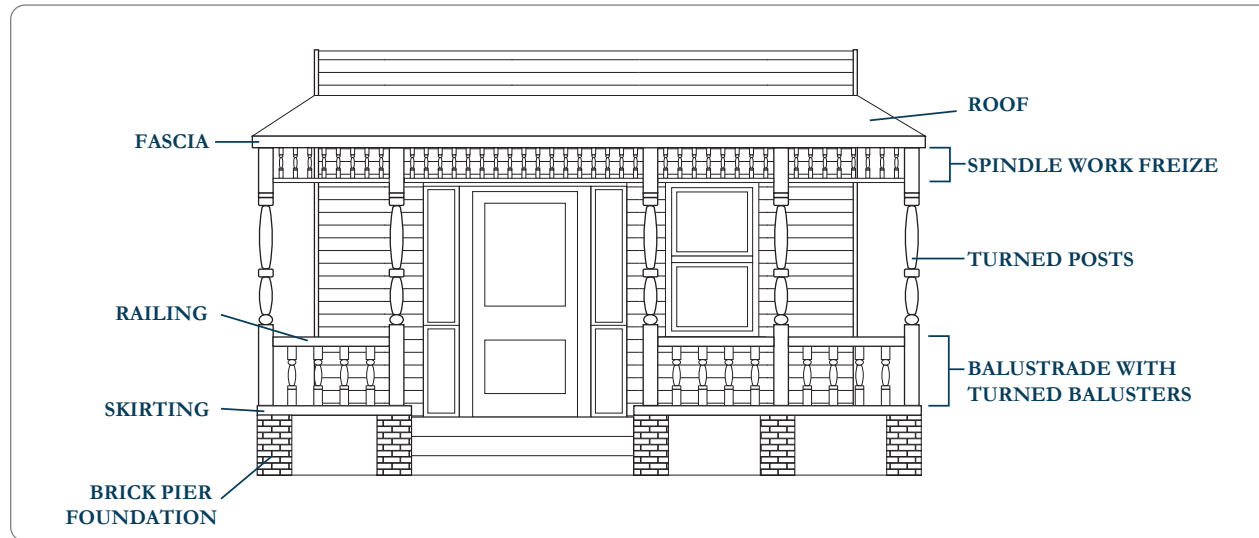 ROOF
FASCIA
SPINDLE WORK FREIZE
TURNED POSTS
RAILING
BALUSTRADE WITH
TURNED BALUSTERS
SKIRTING
BRICK PIER
FOUNDATION